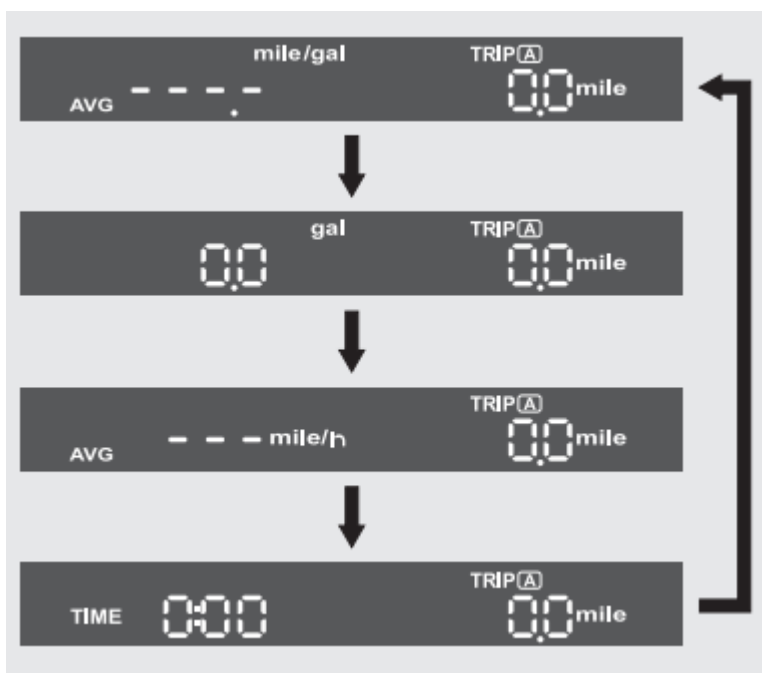 mile/gal TRIP A
AVG - - - . - 0.0 mile
gal TRIP A
0.0 0.0 mile
TRIP A
AVG - - - mile/h 0.0 mile
TRIP A
TIME 0:00 0.0 mile